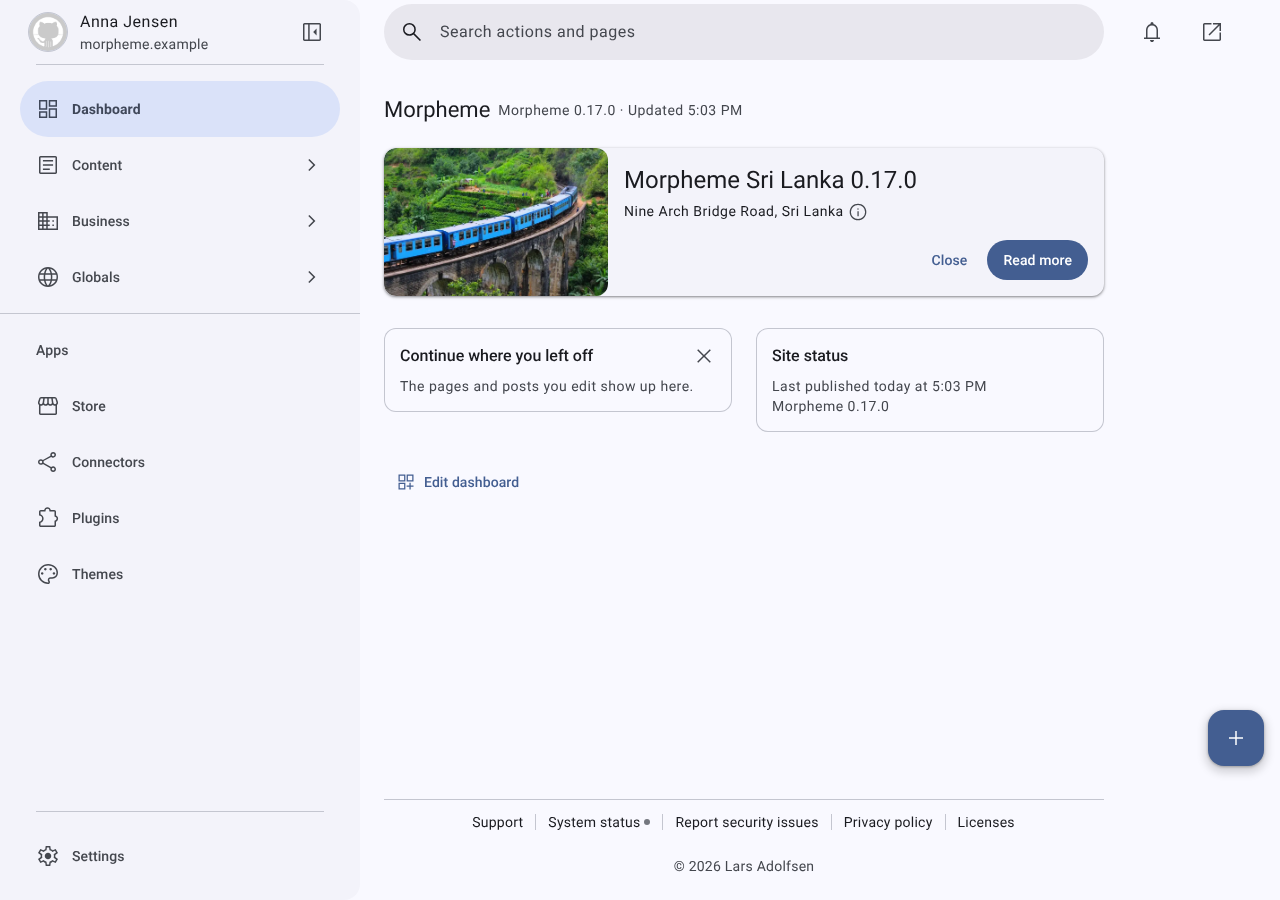 Anna Jensen
morpheme.example
Dashboard
Content
Business
Globals
Apps
Store
Connectors
Plugins
Themes
Settings
Search actions and pages
Morpheme Morpheme 0.17.0 · Updated 5:03 PM
Morpheme Sri Lanka 0.17.0
Nine Arch Bridge Road, Sri Lanka
Close Read more
Continue where you left off
The pages and posts you edit show up here.
Site status
Last published today at 5:03 PM
Morpheme 0.17.0
Edit dashboard
Support System status Report security issues Privacy policy Licenses
© 2026 Lars Adolfsen